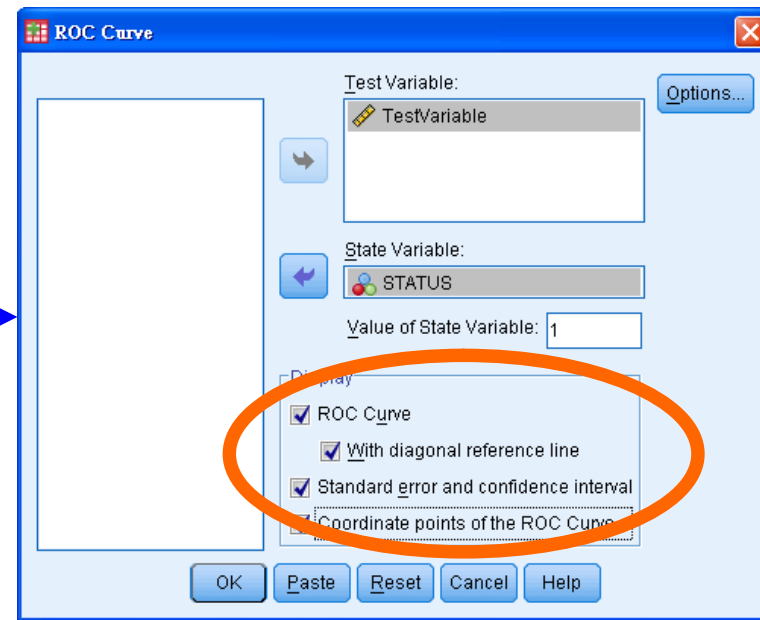 ROC Curve
Test Variable:
Options...
TestVariable
State Variable:
STATUS
Value of State Variable: 1
Display
ROC Curve
With diagonal reference line
Standard error and confidence interval
Coordinate points of the ROC Curve
OK Paste Reset Cancel Help